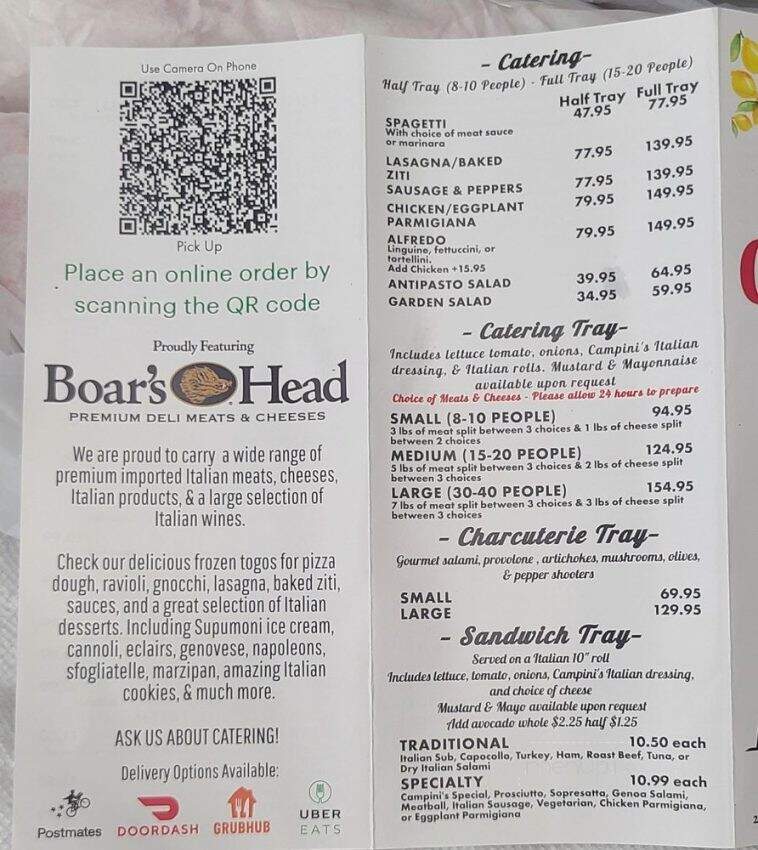 Use Camera On Phone
Pick Up
Place an online order by
scanning the QR code
Proudly Featuring
Boar's Head
PREMIUM DELI MEATS & CHEESES
We are proud to carry a wide range of
premium imported Italian meats, cheeses,
Italian products, & a large selection of
Italian wines.
Check our delicious frozen togos for pizza
dough, ravioli, gnocchi, lasagna, baked ziti,
sauces, and a great selection of Italian
desserts. Including Supumoni ice cream,
cannoli, eclairs, genovese, napoleons,
sfogliatelle, marzipan, amazing Italian
cookies, & much more.
ASK US ABOUT CATERING!
Delivery Options Available:
Postmates DOORDASH GRUBHUB UBER
EATS
- Catering-
Half Tray (8-10 People) - Full Tray (15-20 People)
Half Tray Full Tray
SPAGETTI 47.95 77.95
With choice of meat sauce
or marinara
LASAGNA/BAKED 77.95 139.95
ZITI
SAUSAGE & PEPPERS 77.95 139.95
CHICKEN/EGGPLANT 79.95 149.95
PARMIGIANA
ALFREDO 79.95 149.95
Linguine, fettuccini, or
tortellini.
Add Chicken +15.95
ANTIPASTO SALAD 39.95 64.95
GARDEN SALAD 34.95 59.95
- Catering Tray-
Includes lettuce tomato, onions, Campini's Italian
dressing, & Italian rolls. Mustard & Mayonnaise
available upon request
Choice of Meats & Cheeses - Please allow 24 hours to prepare
SMALL (8-10 PEOPLE) 94.95
3 lbs of meat split between 3 choices & 1 lbs of cheese split
between 2 choices
MEDIUM (15-20 PEOPLE) 124.95
5 lbs of meat split between 3 choices & 2 lbs of cheese split
between 3 choices
LARGE (30-40 PEOPLE) 154.95
7 lbs of meat split between 3 choices & 3 lbs of cheese split
between 3 choices
- Charcuterie Tray-
Gourmet salami, provolone , artichokes, mushrooms, olives,
& pepper shooters
SMALL 69.95
LARGE 129.95
- Sandwich Tray-
Served on a Italian 10" roll
Includes lettuce, tomato, onions, Campini's Italian dressing,
and choice of cheese
Mustard & Mayo available upon request
Add avocado whole $2.25 half $1.25
TRADITIONAL 10.50 each
Italian Sub, Capocollo, Turkey, Ham, Roast Beef, Tuna, or
Dry Italian Salami
SPECIALTY 10.99 each
Campini's Special, Prosciutto, Sopresatta, Genoa Salami,
Meatball, Italian Sausage, Vegetarian, Chicken Parmigiana,
or Eggplant Parmigiana